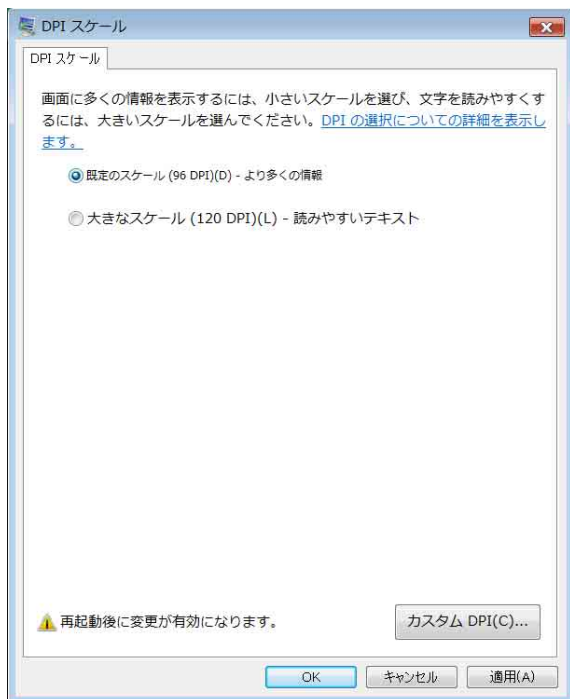 DPI スケール
DPI スケール
画面に多くの情報を表示するには、小さいスケールを選び、文字を読みやすくす
るには、大きいスケールを選んでください。DPI の選択についての詳細を表示し
ます。
既定のスケール (96 DPI)(D) - より多くの情報
大きなスケール (120 DPI)(L) - 読みやすいテキスト
再起動後に変更が有効になります。
カスタム DPI(C)...
OK
キャンセル
適用(A)